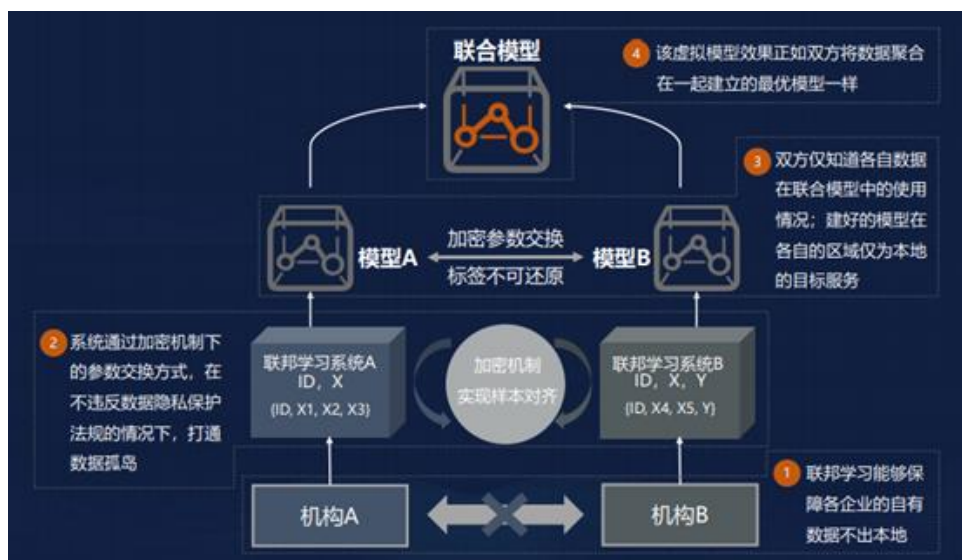 联合模型
4
该虚拟模型效果正如双方将数据聚合
在一起建立的最优模型一样
3
双方仅知道各自数据
在联合模型中的使用
情况；建好的模型在
各自的区域仅为本地
的目标服务
模型A
加密参数交换
标签不可还原
模型B
2
系统通过加密机制下
的参数交换方式，在
不违反数据隐私保护
法规的情况下，打通
数据孤岛
联邦学习系统A
ID，X
{ID, X1, X2, X3}
加密机制
实现样本对齐
联邦学习系统B
ID，X，Y
{ID, X4, X5, Y}
1
联邦学习能够保
障各企业的自有
数据不出本地
机构A
机构B